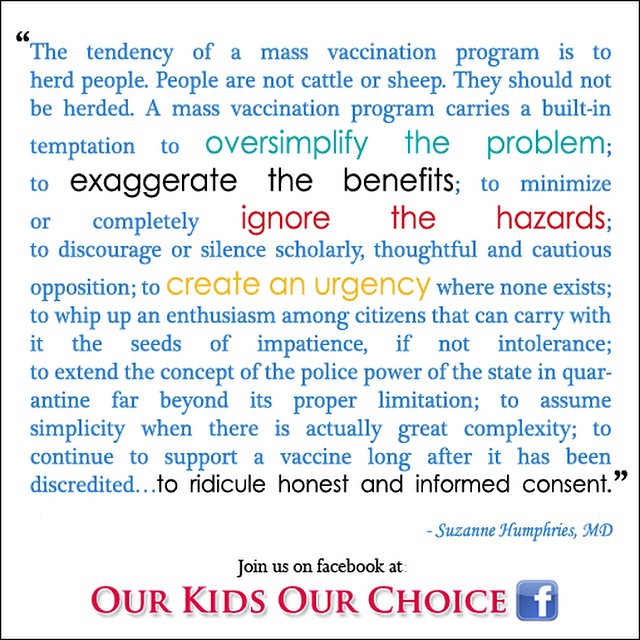 “The tendency of a mass vaccination program is to
herd people. People are not cattle or sheep. They should not
be herded. A mass vaccination program carries a built-in
temptation to oversimplify the problem;
to exaggerate the benefits; to minimize
or completely ignore the hazards;
to discourage or silence scholarly, thoughtful and cautious
opposition; to create an urgency where none exists;
to whip up an enthusiasm among citizens that can carry with
it the seeds of impatience, if not intolerance;
to extend the concept of the police power of the state in quar-
antine far beyond its proper limitation; to assume
simplicity when there is actually great complexity; to
continue to support a vaccine long after it has been
discredited…to ridicule honest and informed consent.”
- Suzanne Humphries, MD
Join us on facebook at
OUR KIDS OUR CHOICE f